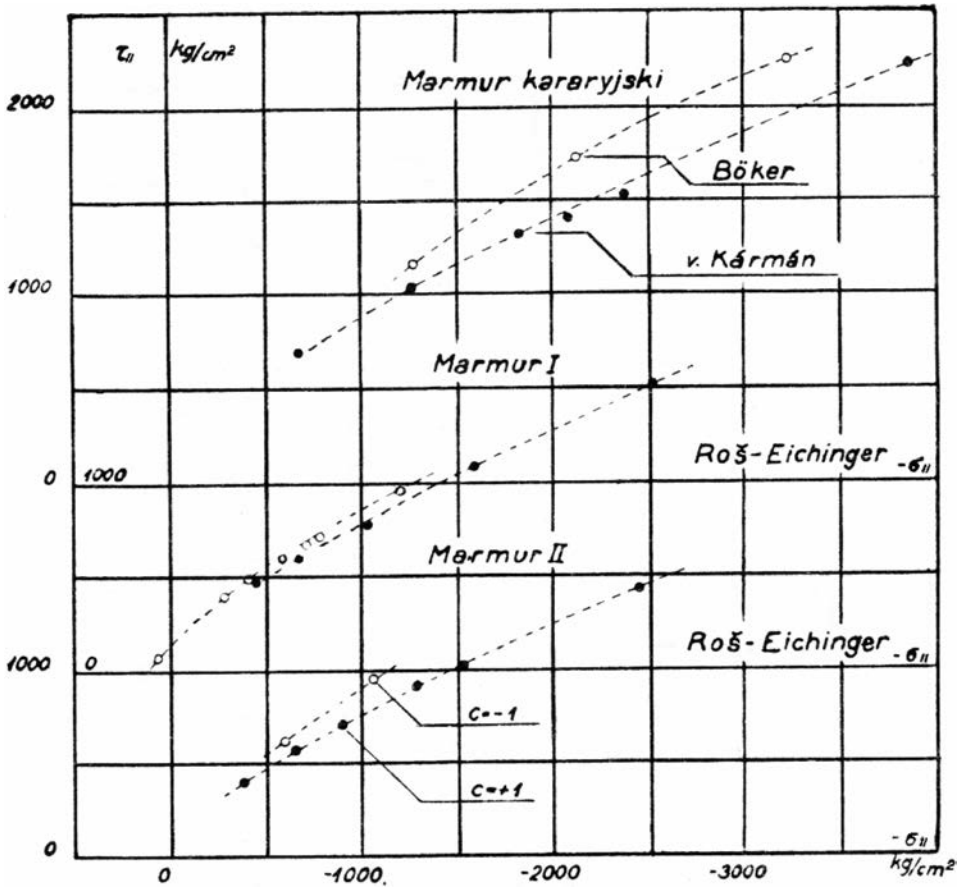 τ_II kg/cm²
Marmur kararyjski
2000
Böker
v. Kármán
1000
Marmur I
Roš-Eichinger -σ_II
0 1000
Marmur II
Roš-Eichinger -σ_II
1000 0
c=-1
c=+1
0
-σ_II
kg/cm²
0 -1000. -2000 -3000